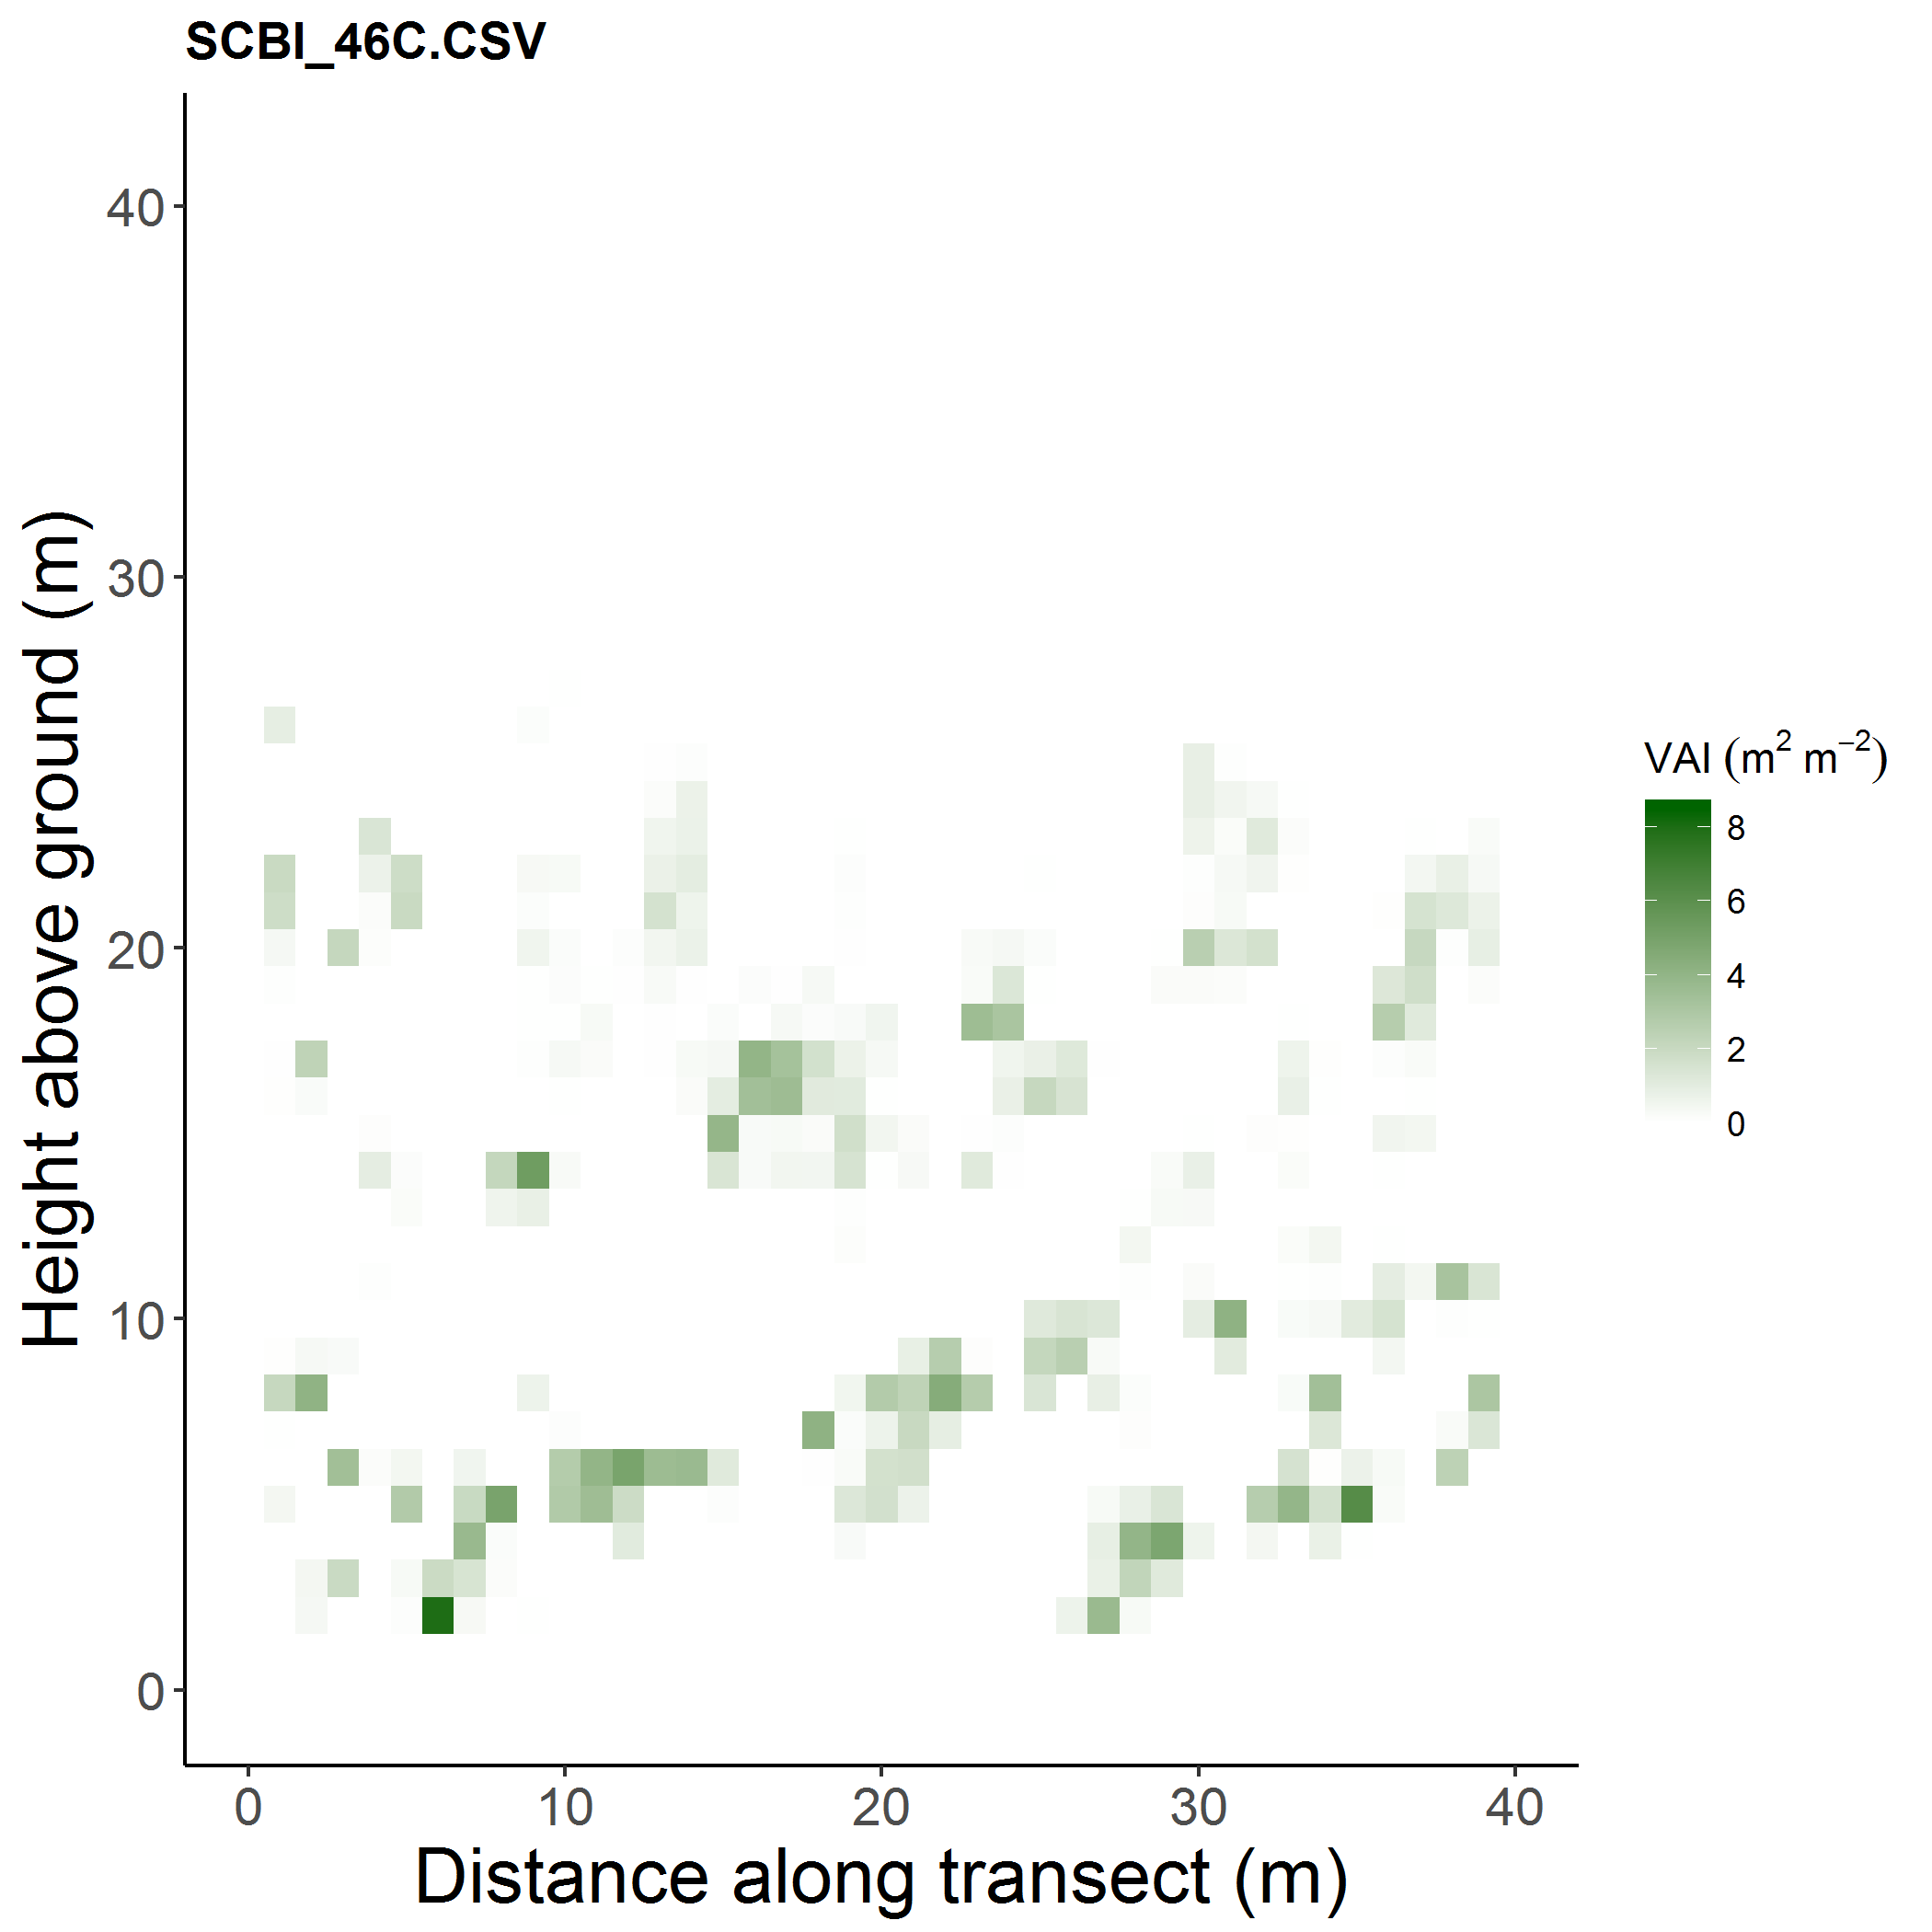 SCBI_46C.CSV
Height above ground (m)
40
30
20
10
0
0 10 20 30 40
Distance along transect (m)
VAI (m² m⁻²)
8
6
4
2
0